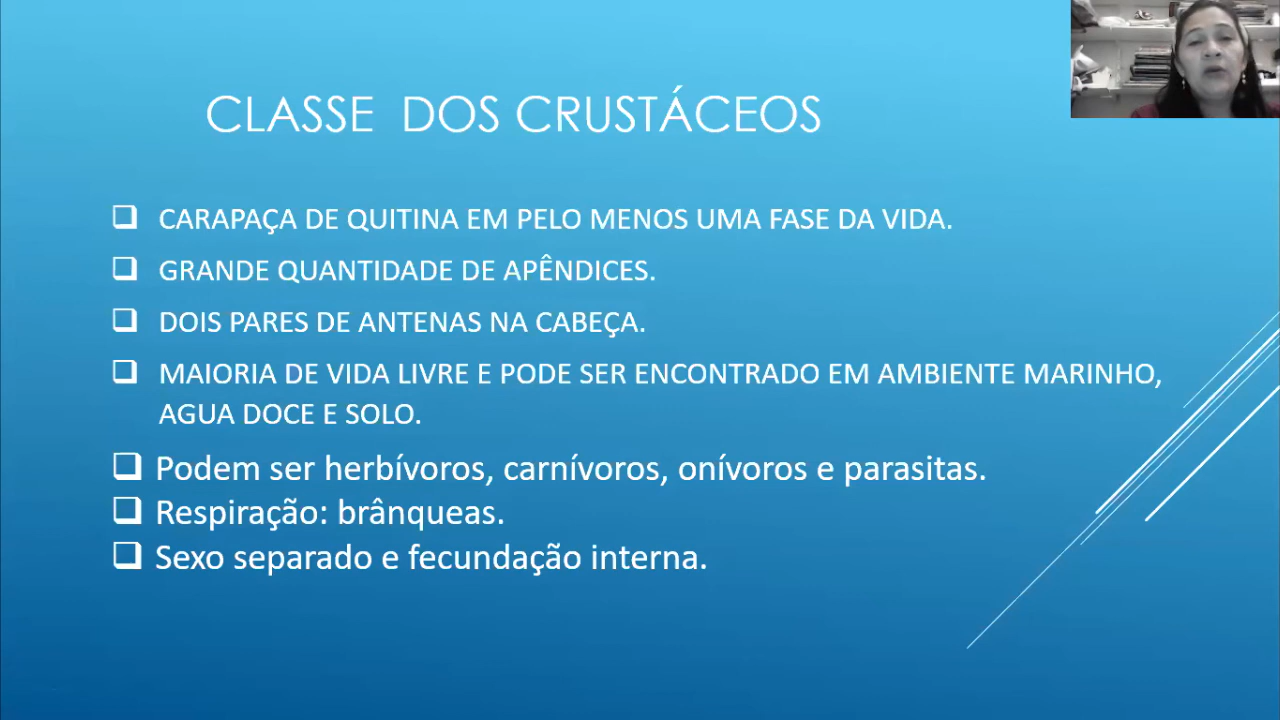 CLASSE DOS CRUSTÁCEOS
CARAPAÇA DE QUITINA EM PELO MENOS UMA FASE DA VIDA.
GRANDE QUANTIDADE DE APÊNDICES.
DOIS PARES DE ANTENAS NA CABEÇA.
MAIORIA DE VIDA LIVRE E PODE SER ENCONTRADO EM AMBIENTE MARINHO,
AGUA DOCE E SOLO.
Podem ser herbívoros, carnívoros, onívoros e parasitas.
Respiração: brânqueas.
Sexo separado e fecundação interna.